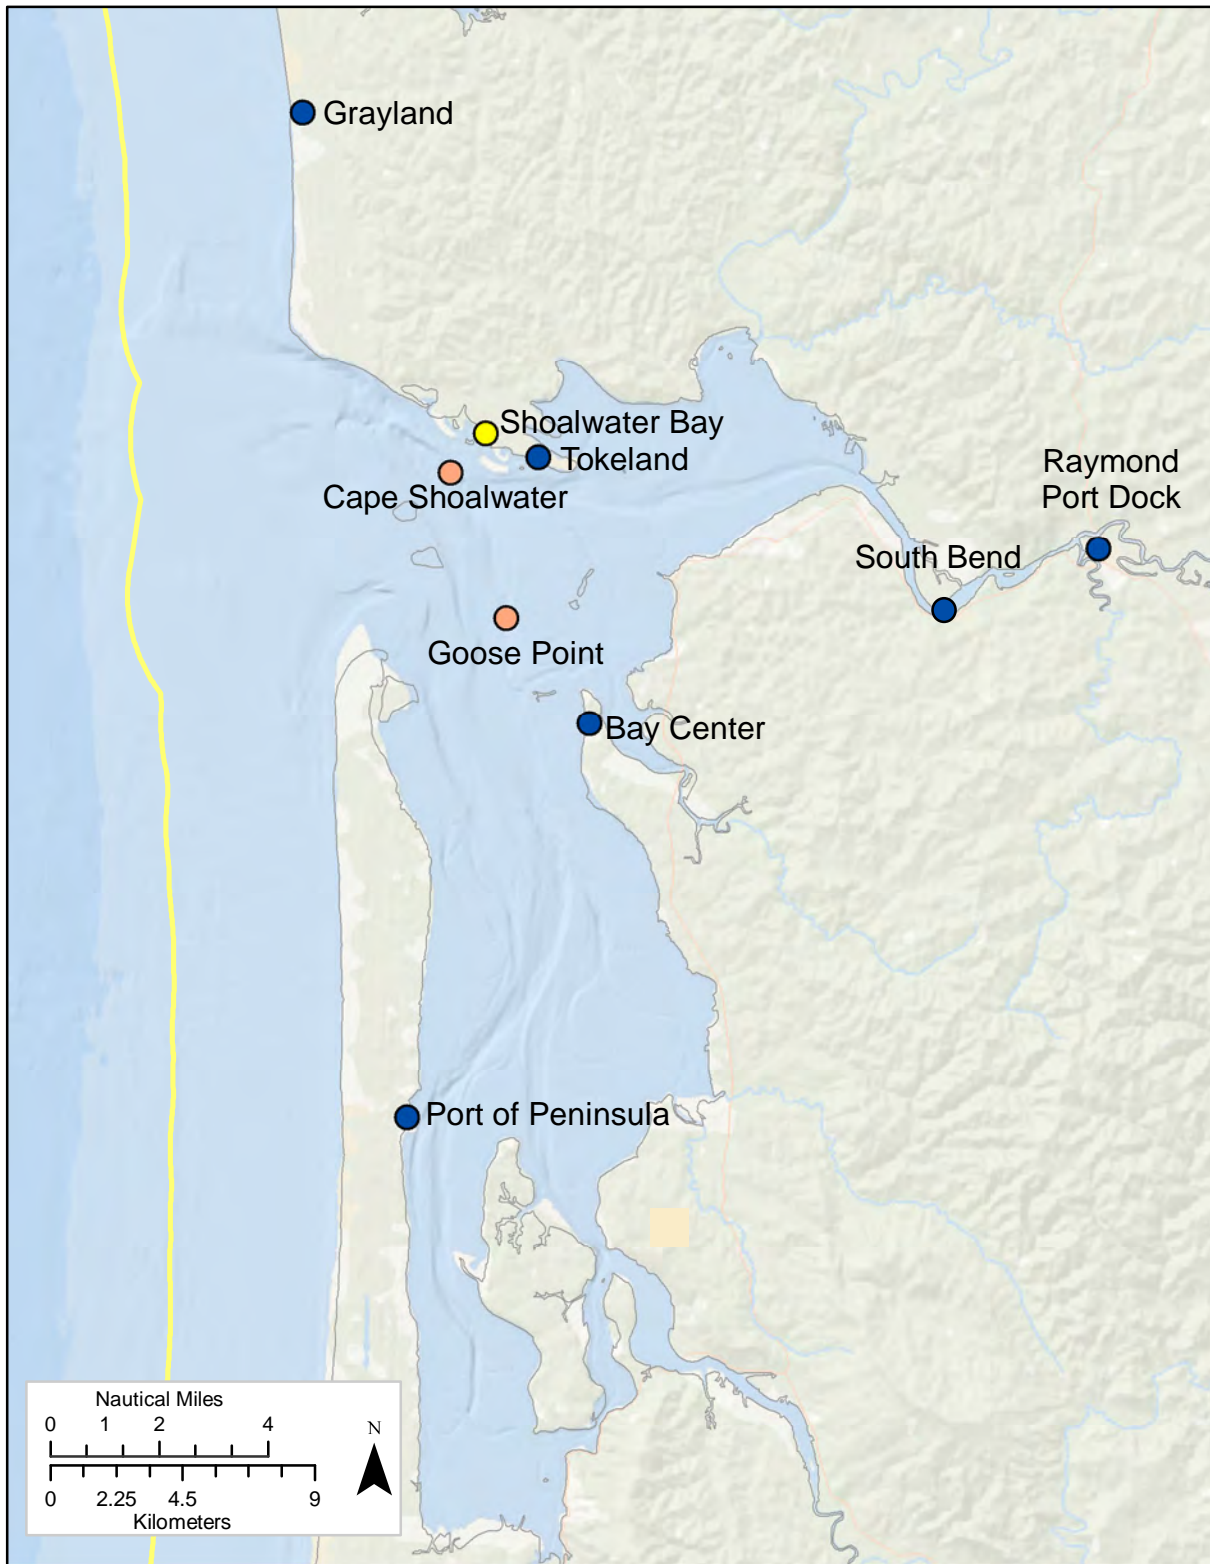 Grayland
Shoalwater Bay
Tokeland
Cape Shoalwater
Raymond
Port Dock
South Bend
Goose Point
Bay Center
Port of Peninsula
Nautical Miles
0 1 2 4
N
0 2.25 4.5 9
Kilometers